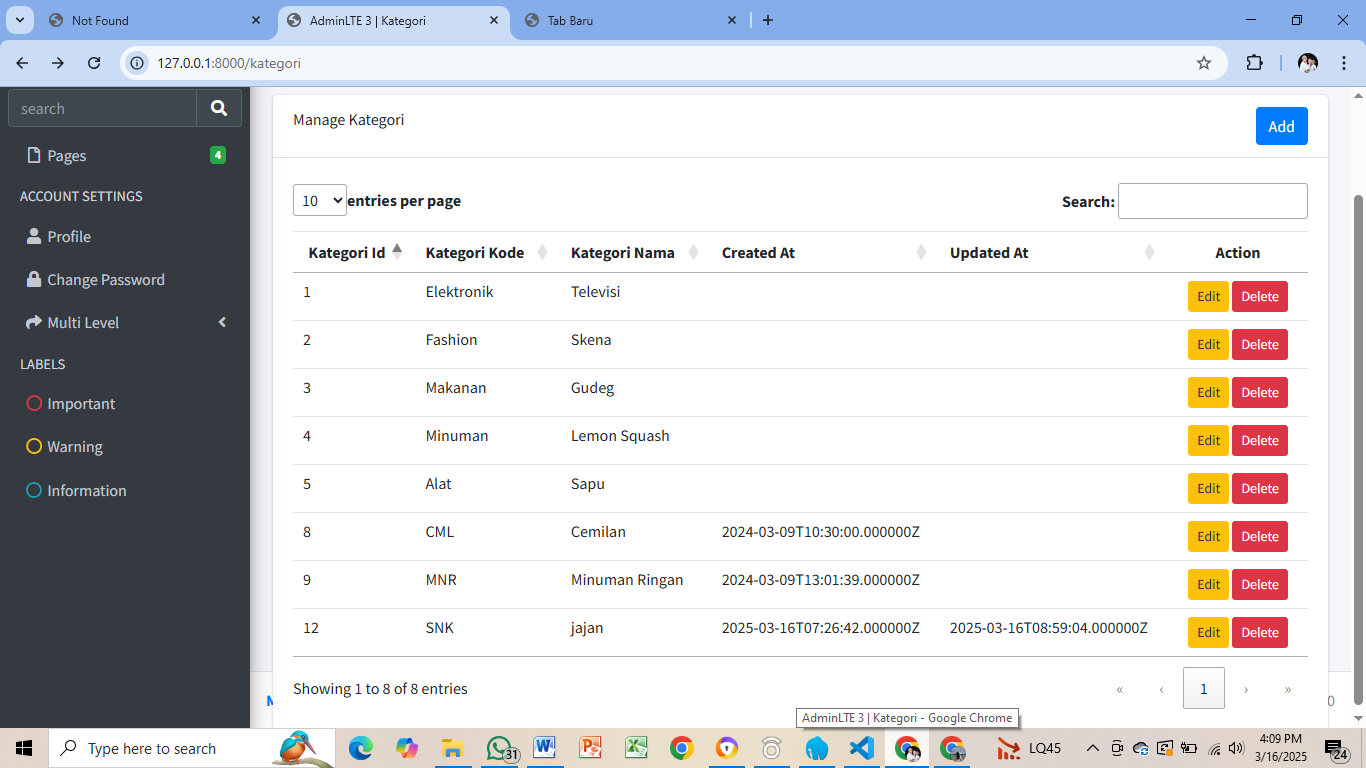 Not Found
AdminLTE 3 | Kategori
Tab Baru
127.0.0.1:8000/kategori
search
Pages 4
ACCOUNT SETTINGS
Profile
Change Password
Multi Level
LABELS
Important
Warning
Information
Manage Kategori
Add
10 entries per page
Search:
Kategori Id Kategori Kode Kategori Nama Created At Updated At Action
1 Elektronik Televisi Edit Delete
2 Fashion Skena Edit Delete
3 Makanan Gudeg Edit Delete
4 Minuman Lemon Squash Edit Delete
5 Alat Sapu Edit Delete
8 CML Cemilan 2024-03-09T10:30:00.000000Z Edit Delete
9 MNR Minuman Ringan 2024-03-09T13:01:39.000000Z Edit Delete
12 SNK jajan 2025-03-16T07:26:42.000000Z 2025-03-16T08:59:04.000000Z Edit Delete
Showing 1 to 8 of 8 entries
« ‹ 1 › »
AdminLTE 3 | Kategori - Google Chrome
Type here to search
31
LQ45
4:09 PM
3/16/2025
24